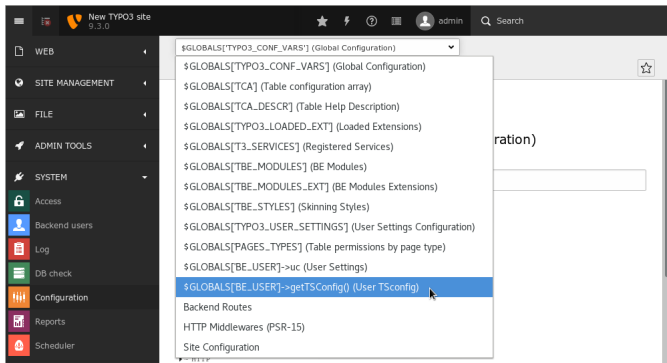 New TYPO3 site
9.3.0
admin
Search
WEB
SITE MANAGEMENT
FILE
ADMIN TOOLS
SYSTEM
Access
Backend users
Log
DB check
Configuration
Reports
Scheduler
$GLOBALS['TYPO3_CONF_VARS'] (Global Configuration)
$GLOBALS['TYPO3_CONF_VARS'] (Global Configuration)
$GLOBALS['TCA'] (Table configuration array)
$GLOBALS['TCA_DESCR'] (Table Help Description)
$GLOBALS['TYPO3_LOADED_EXT'] (Loaded Extensions)
$GLOBALS['T3_SERVICES'] (Registered Services)
$GLOBALS['TBE_MODULES'] (BE Modules)
$GLOBALS['TBE_MODULES_EXT'] (BE Modules Extensions)
$GLOBALS['TBE_STYLES'] (Skinning Styles)
$GLOBALS['TYPO3_USER_SETTINGS'] (User Settings Configuration)
$GLOBALS['PAGES_TYPES'] (Table permissions by page type)
$GLOBALS['BE_USER']->uc (User Settings)
$GLOBALS['BE_USER']->getTSConfig() (User TSconfig)
Backend Routes
HTTP Middlewares (PSR-15)
Site Configuration
ration)